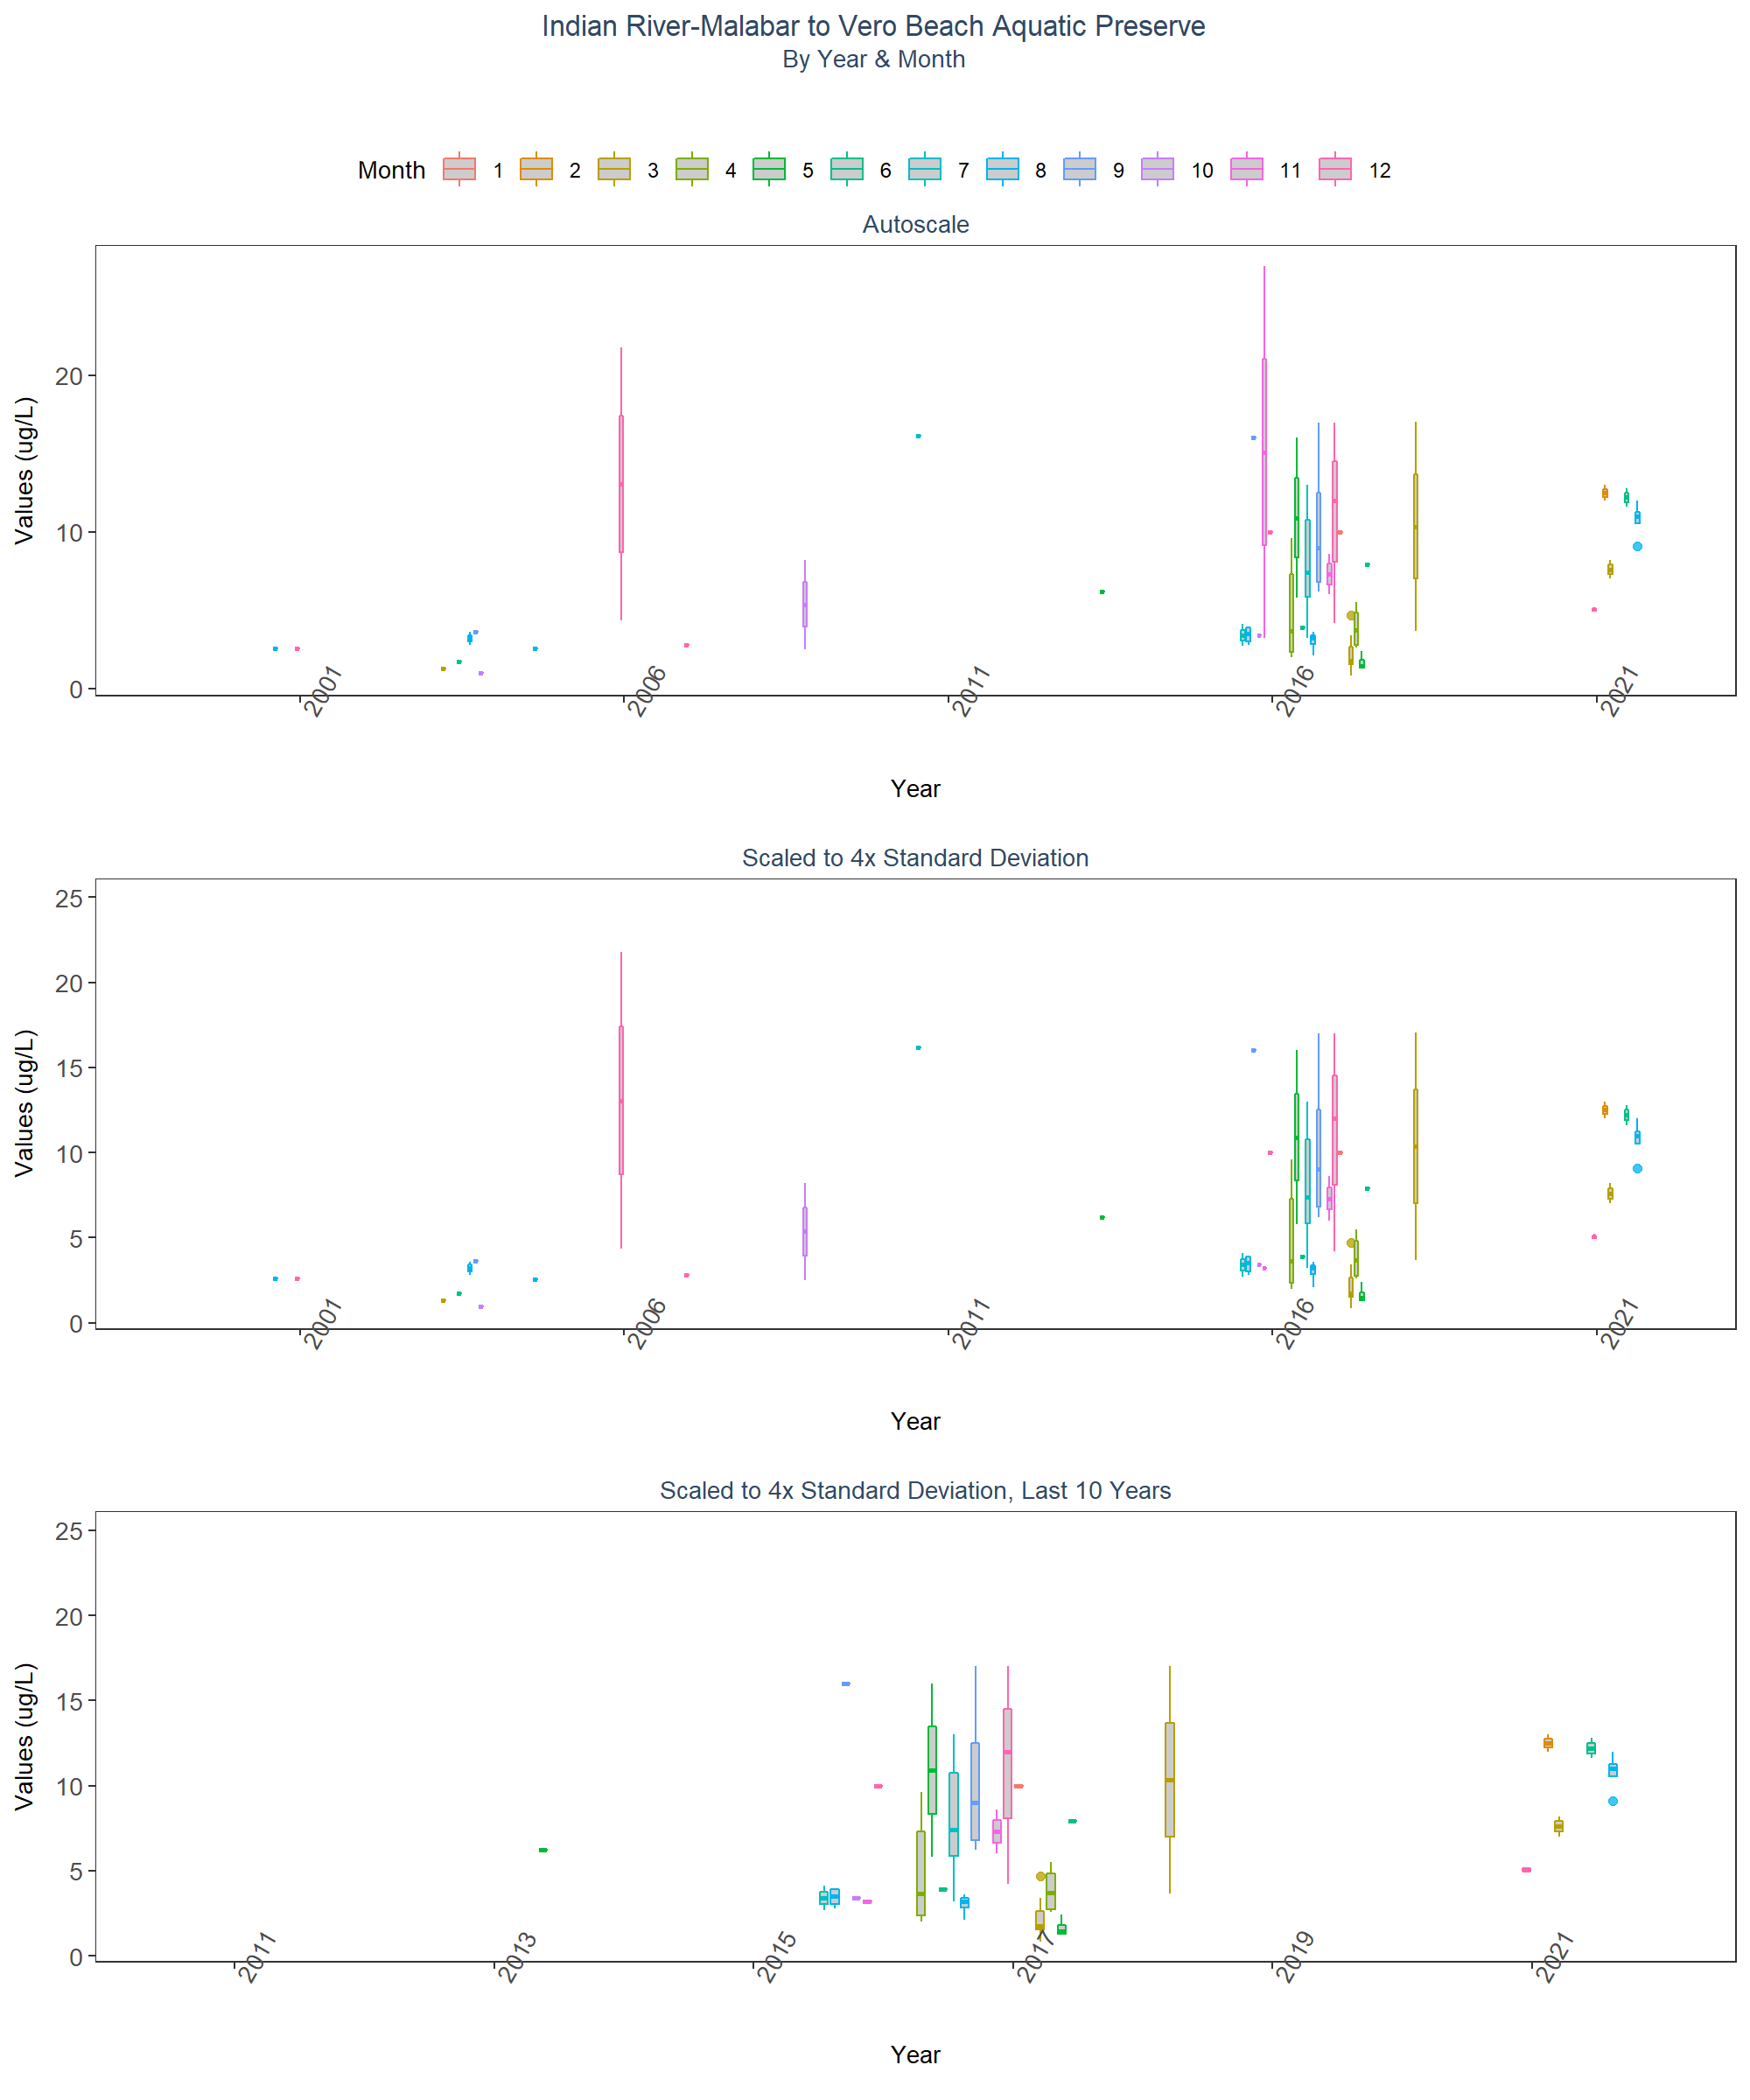 Indian River-Malabar to Vero Beach Aquatic Preserve
By Year & Month
Month 1 2 3 4 5 6 7 8 9 10 11 12
Autoscale
Values (ug/L)
20
10
0
2001 2006 2011 2016 2021
Year
Scaled to 4x Standard Deviation
Values (ug/L)
25
20
15
10
5
0
2001 2006 2011 2016 2021
Year
Scaled to 4x Standard Deviation, Last 10 Years
Values (ug/L)
25
20
15
10
5
0
2011 2013 2015 2017 2019 2021
Year